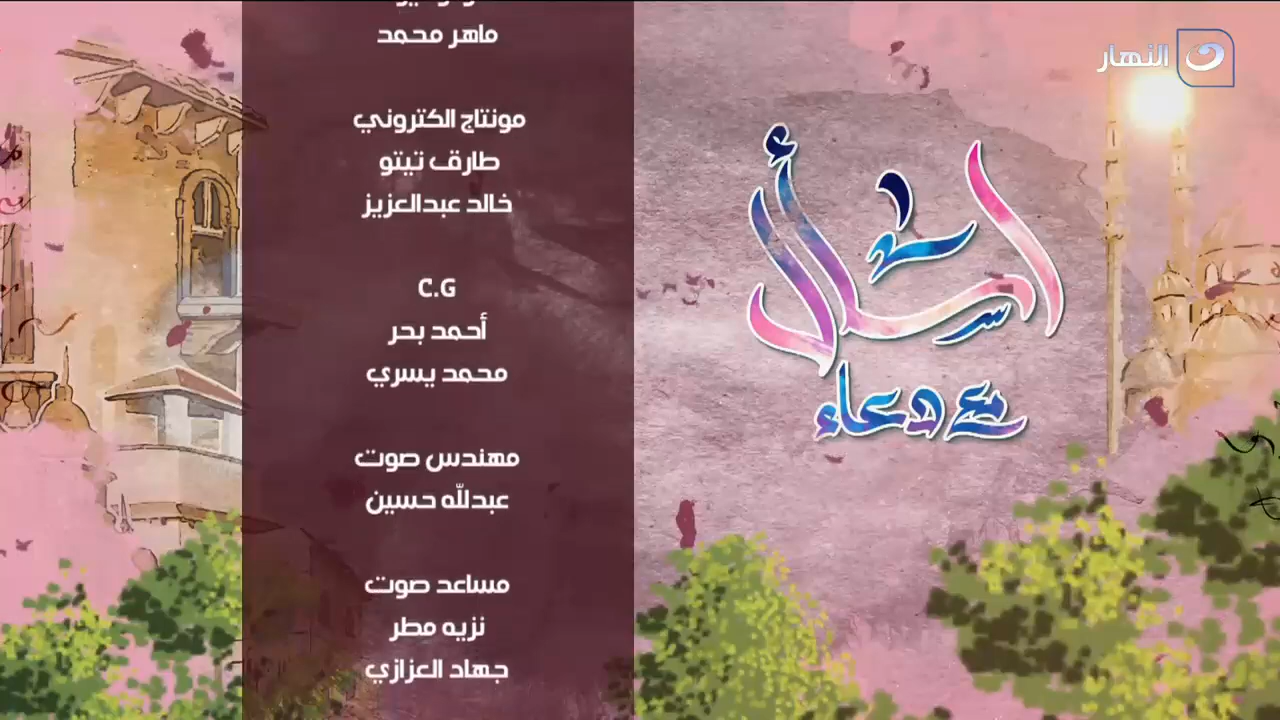 ماهر محمد
مونتاج الكتروني
طارق تيتو
خالد عبدالعزيز
C.G
أحمد بحر
محمد يسري
مهندس صوت
عبدالله حسين
مساعد صوت
نزيه مطر
جهاد العزازي
النهار
مع دعاء